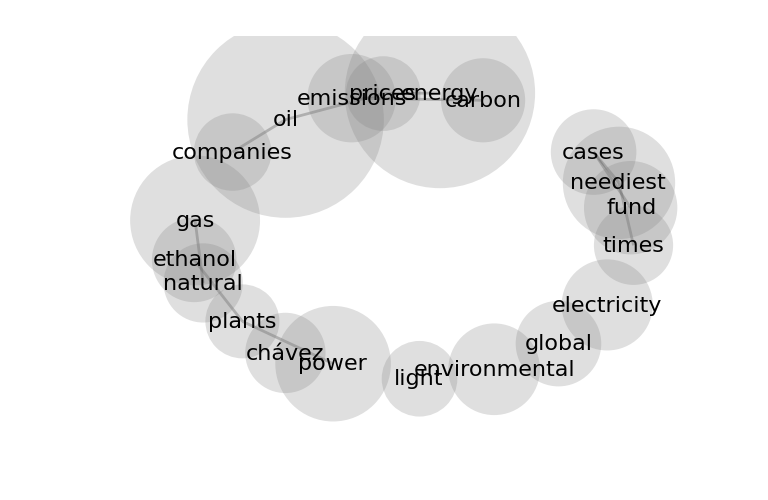 prices
energy
emissions
carbon
oil
companies
cases
neediest
fund
gas
times
ethanol
natural
electricity
plants
global
chávez
power
environmental
light